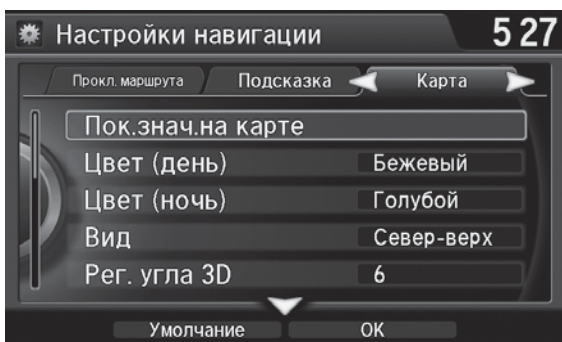 Настройки навигации 5 27
Прокл. маршрута Подсказка Карта
Пок.знач.на карте
Цвет (день) Бежевый
Цвет (ночь) Голубой
Вид Север-верх
Рег. угла 3D 6
Умолчание OK